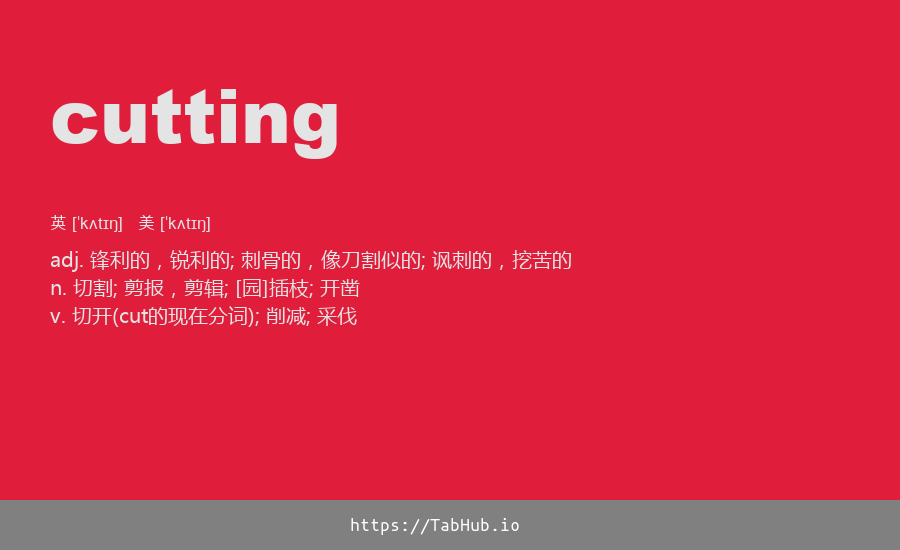 cutting
英 [ˈkʌtɪŋ] 美 [ˈkʌtɪŋ]
adj. 锋利的，锐利的; 刺骨的，像刀割似的; 讽刺的，挖苦的
n. 切割; 剪报，剪辑; [园]插枝; 开凿
v. 切开(cut的现在分词); 削减; 采伐
https://TabHub.io